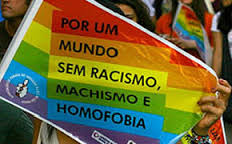 POR UM
MUNDO
SEM RACISMO,
MACHISMO E
HOMOFOBIA